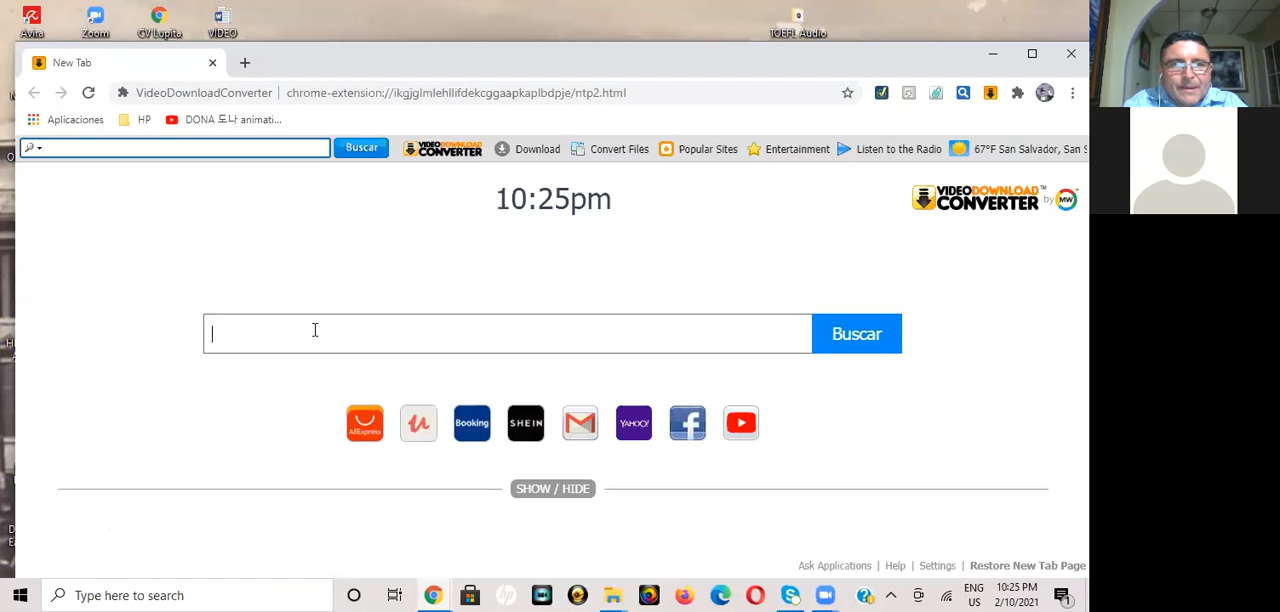 Avira
Zoom
CV Lupita
VIDEO
TOEFL Audio
New Tab
VideoDownloadConverter | chrome-extension://ikgjglmlehllifdekcggaapkaplbdpje/ntp2.html
Aplicaciones
HP
DONA 도나 animati...
Buscar
VIDEO DOWNLOAD CONVERTER
Download
Convert Files
Popular Sites
Entertainment
Listen to the Radio
67°F San Salvador, San S
10:25pm
VIDEODOWNLOAD™ CONVERTER by MW
Buscar
AliExpress
Booking
SHEIN
YAHOO!
SHOW / HIDE
Ask Applications | Help | Settings | Restore New Tab Page
Type here to search
ENG
US
10:25 PM
2/10/2021